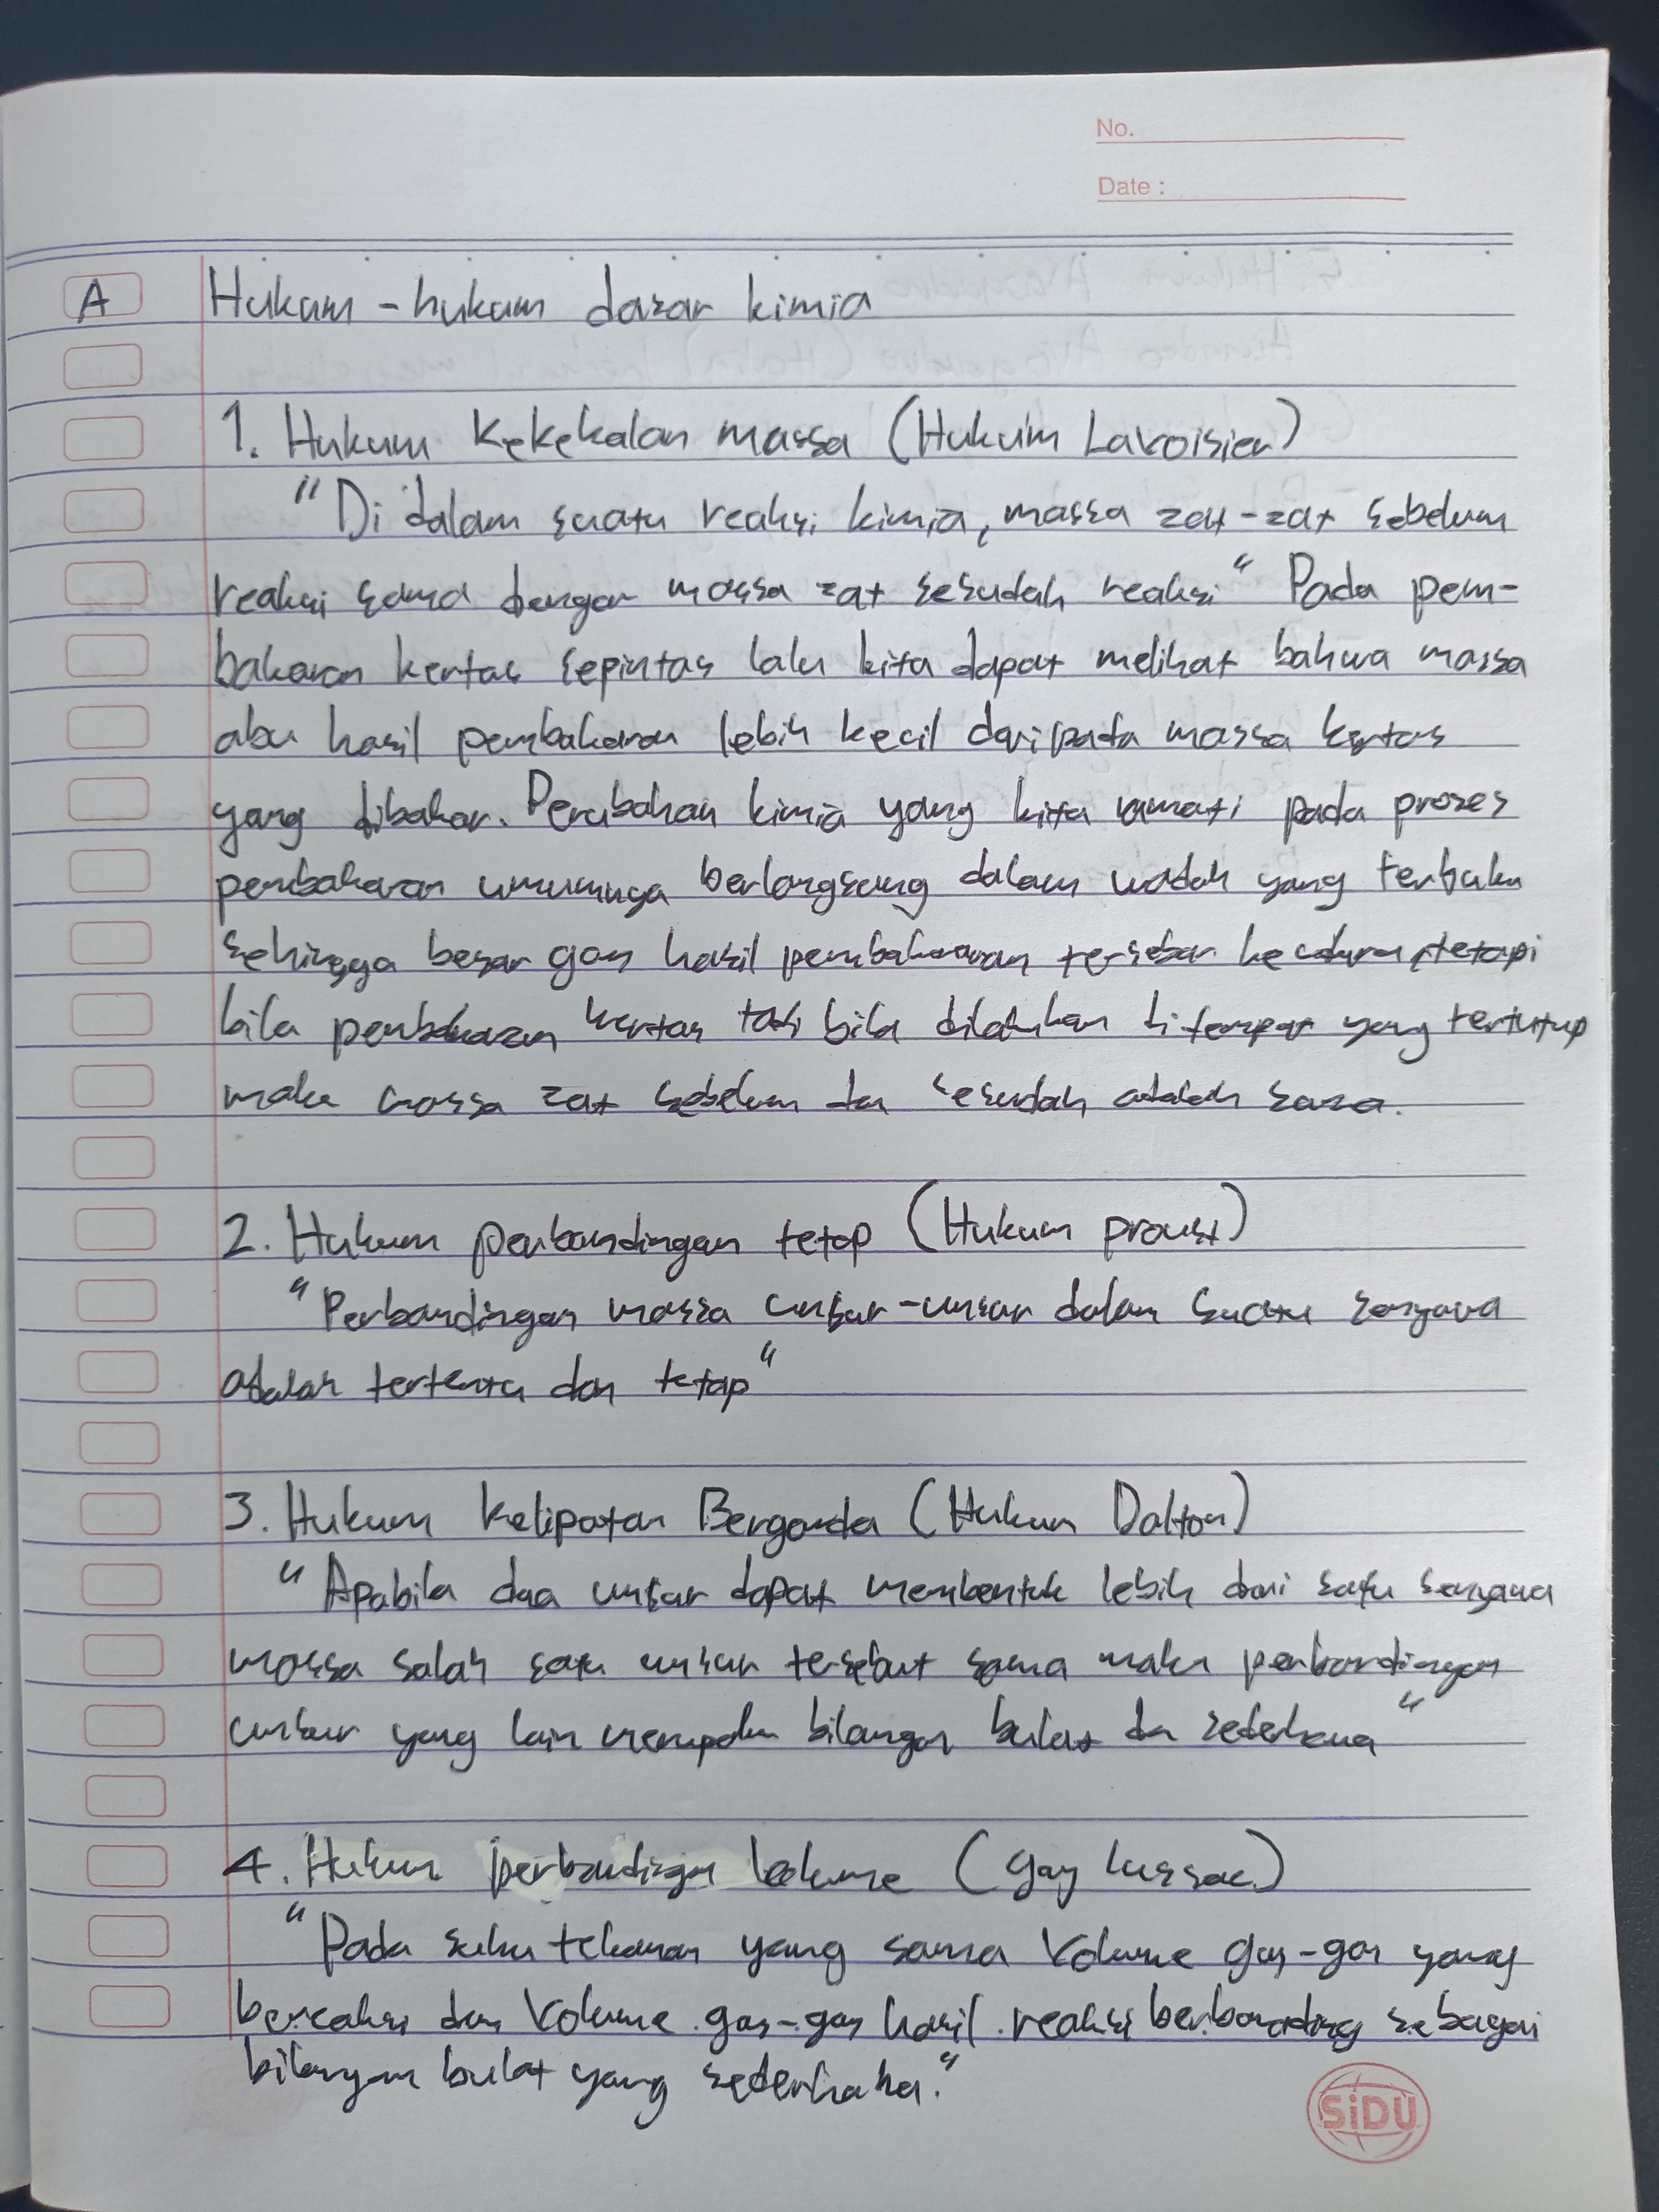 No.
Date :
A Hukum-hukum dasar kimia
1. Hukum Kekekalan massa (Hukum Lavoisier)
"Di dalam suatu reaksi kimia, massa zat-zat sebelum
reaksi sama dengan massa zat sesudah reaksi" Pada pem-
bakaran kertas sepintas lalu kita dapat melihat bahwa massa
abu hasil pembakaran lebih kecil daripada massa kertas
yang dibakar. Perubahan kimia yang kita amati pada proses
pembakaran umumnya berlangsung dalam wadah yang terbuka
sehingga besar gas hasil pembakaran tersebar ke udara, tetapi
bila pembakaran kertas tadi bila dilakukan di tempat yang tertutup
maka massa zat sebelum dan sesudah adalah sama.
2. Hukum perbandingan tetap (Hukum proust)
"Perbandingan massa unsur-unsur dalam suatu senyawa
adalah tertentu dan tetap"
3. Hukum Kelipatan Berganda (Hukum Dalton)
"Apabila dua unsur dapat membentuk lebih dari satu senyawa
massa salah satu unsur tersebut sama maka perbandingan
unsur yang lain merupakan bilangan bulat dan sederhana"
4. Hukum perbandingan volume (gay lussac)
"Pada suhu tekanan yang sama Volume gas-gas yang
bereaksi dan Volume gas-gas hasil reaksi berbanding sebagai
bilangan bulat yang sederhana."
SiDU